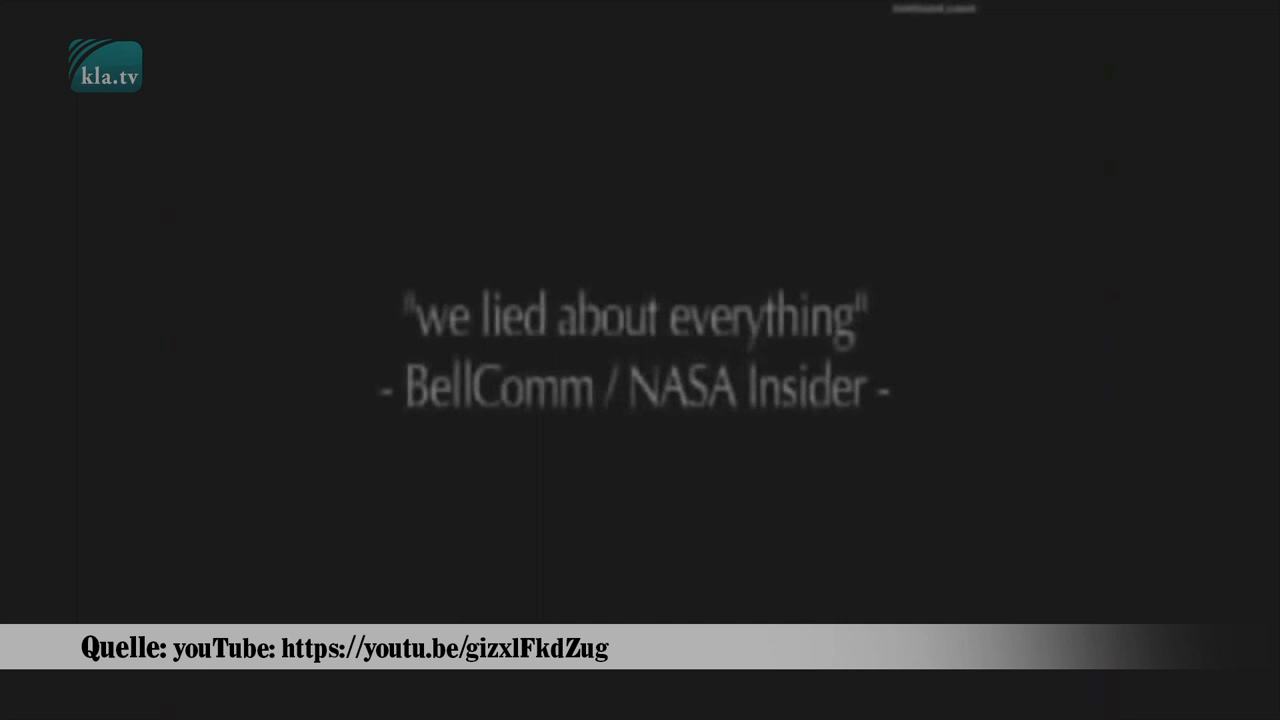 kla.tv
"we lied about everything"
- BellComm / NASA Insider -
Quelle: youTube: https://youtu.be/gizxlFkdZug